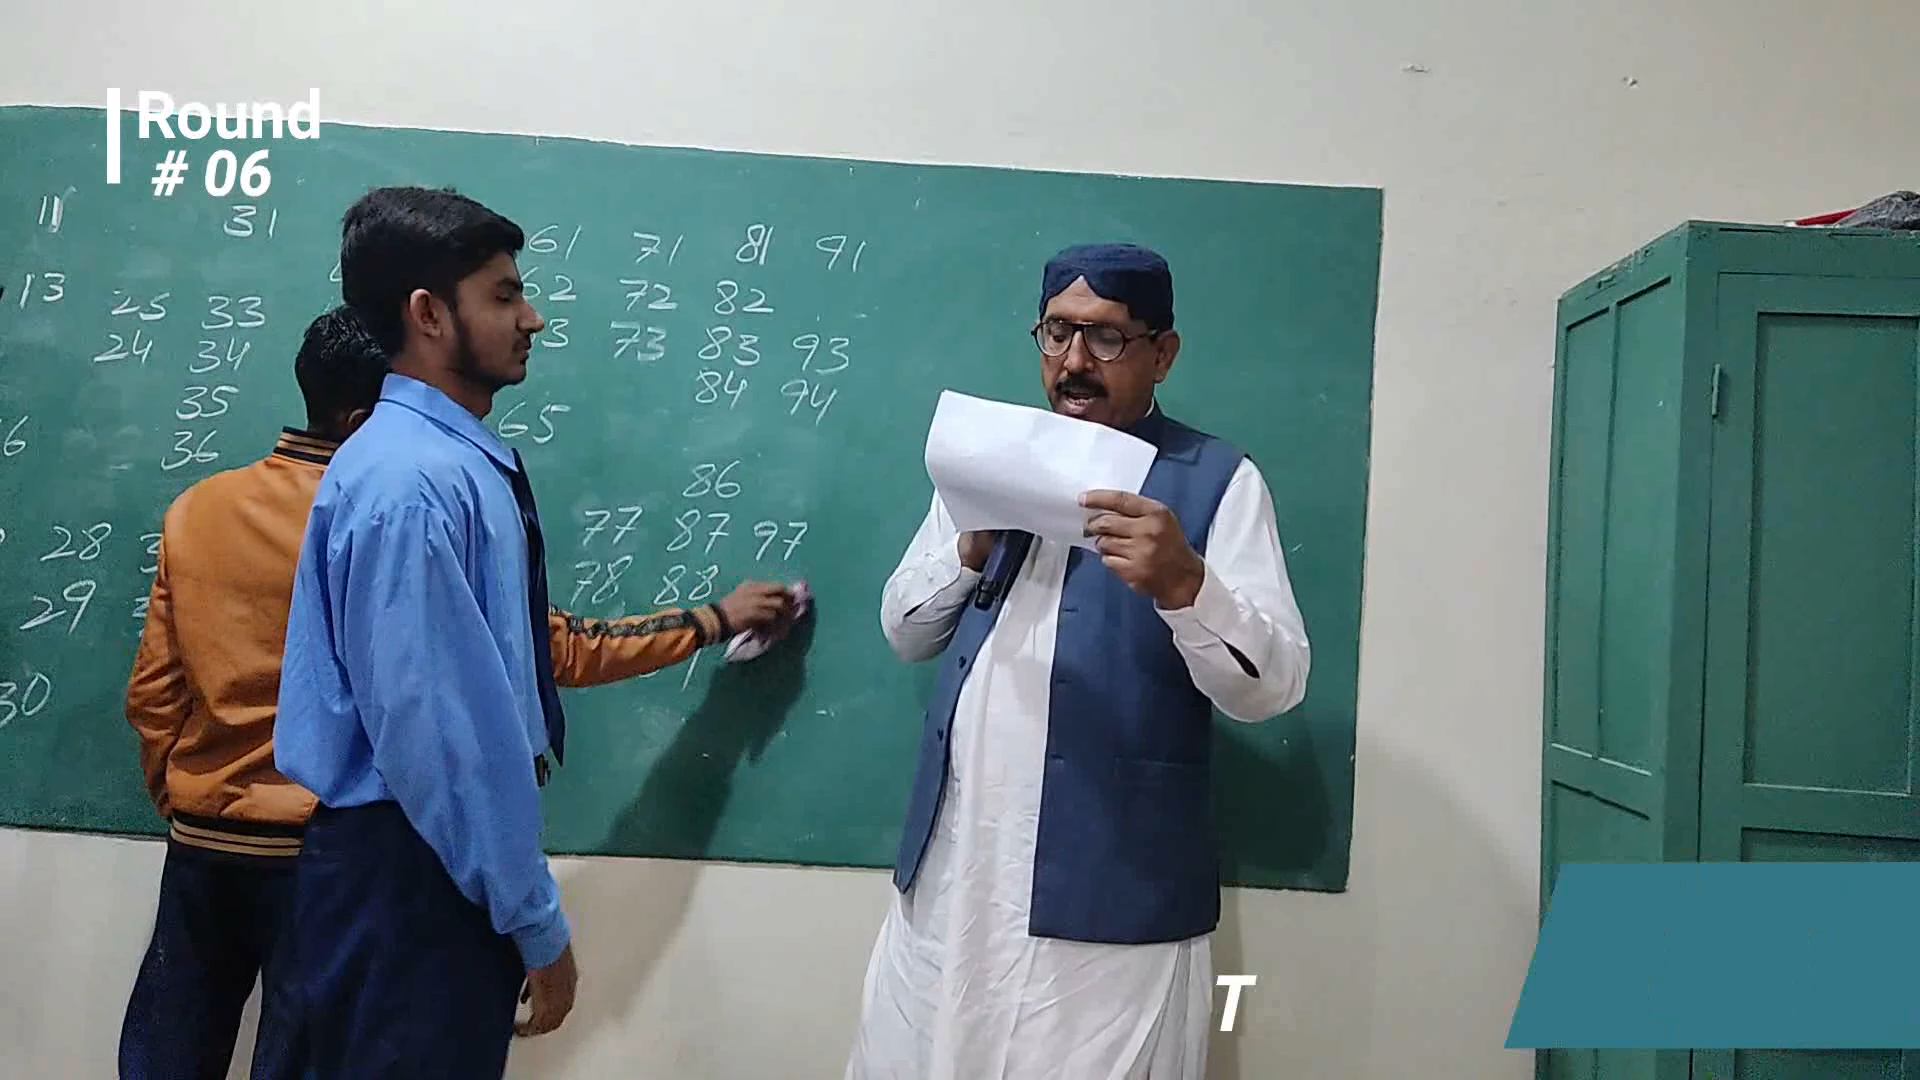 Round
# 06
11 31 61 71 81 91
13 25 33 62 72 82
24 34 73 83 93
35 84 94
36 65
86
28 77 87 97
29 78 88
30
T